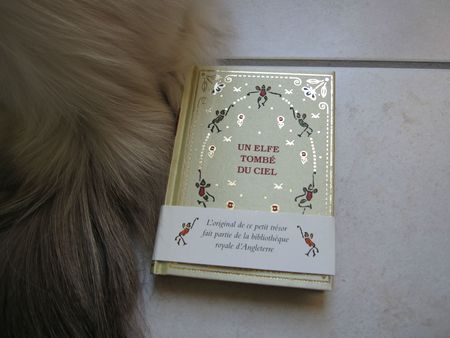 UN ELFE
TOMBÉ
DU CIEL
L'original de ce petit trésor
fait partie de la bibliothèque
royale d'Angleterre